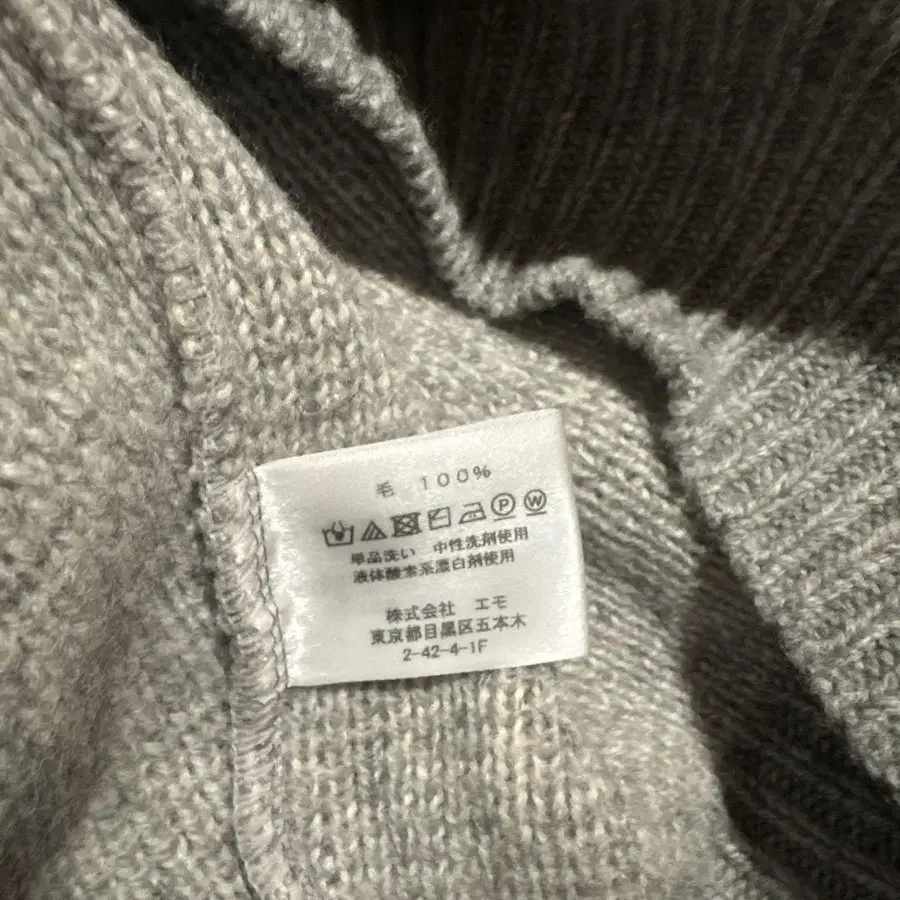 毛 100%
P W
単品洗い 中性洗剤使用
液体酸素系漂白剤使用
株式会社 エモ
東京都目黒区五本木
2-42-4-1F